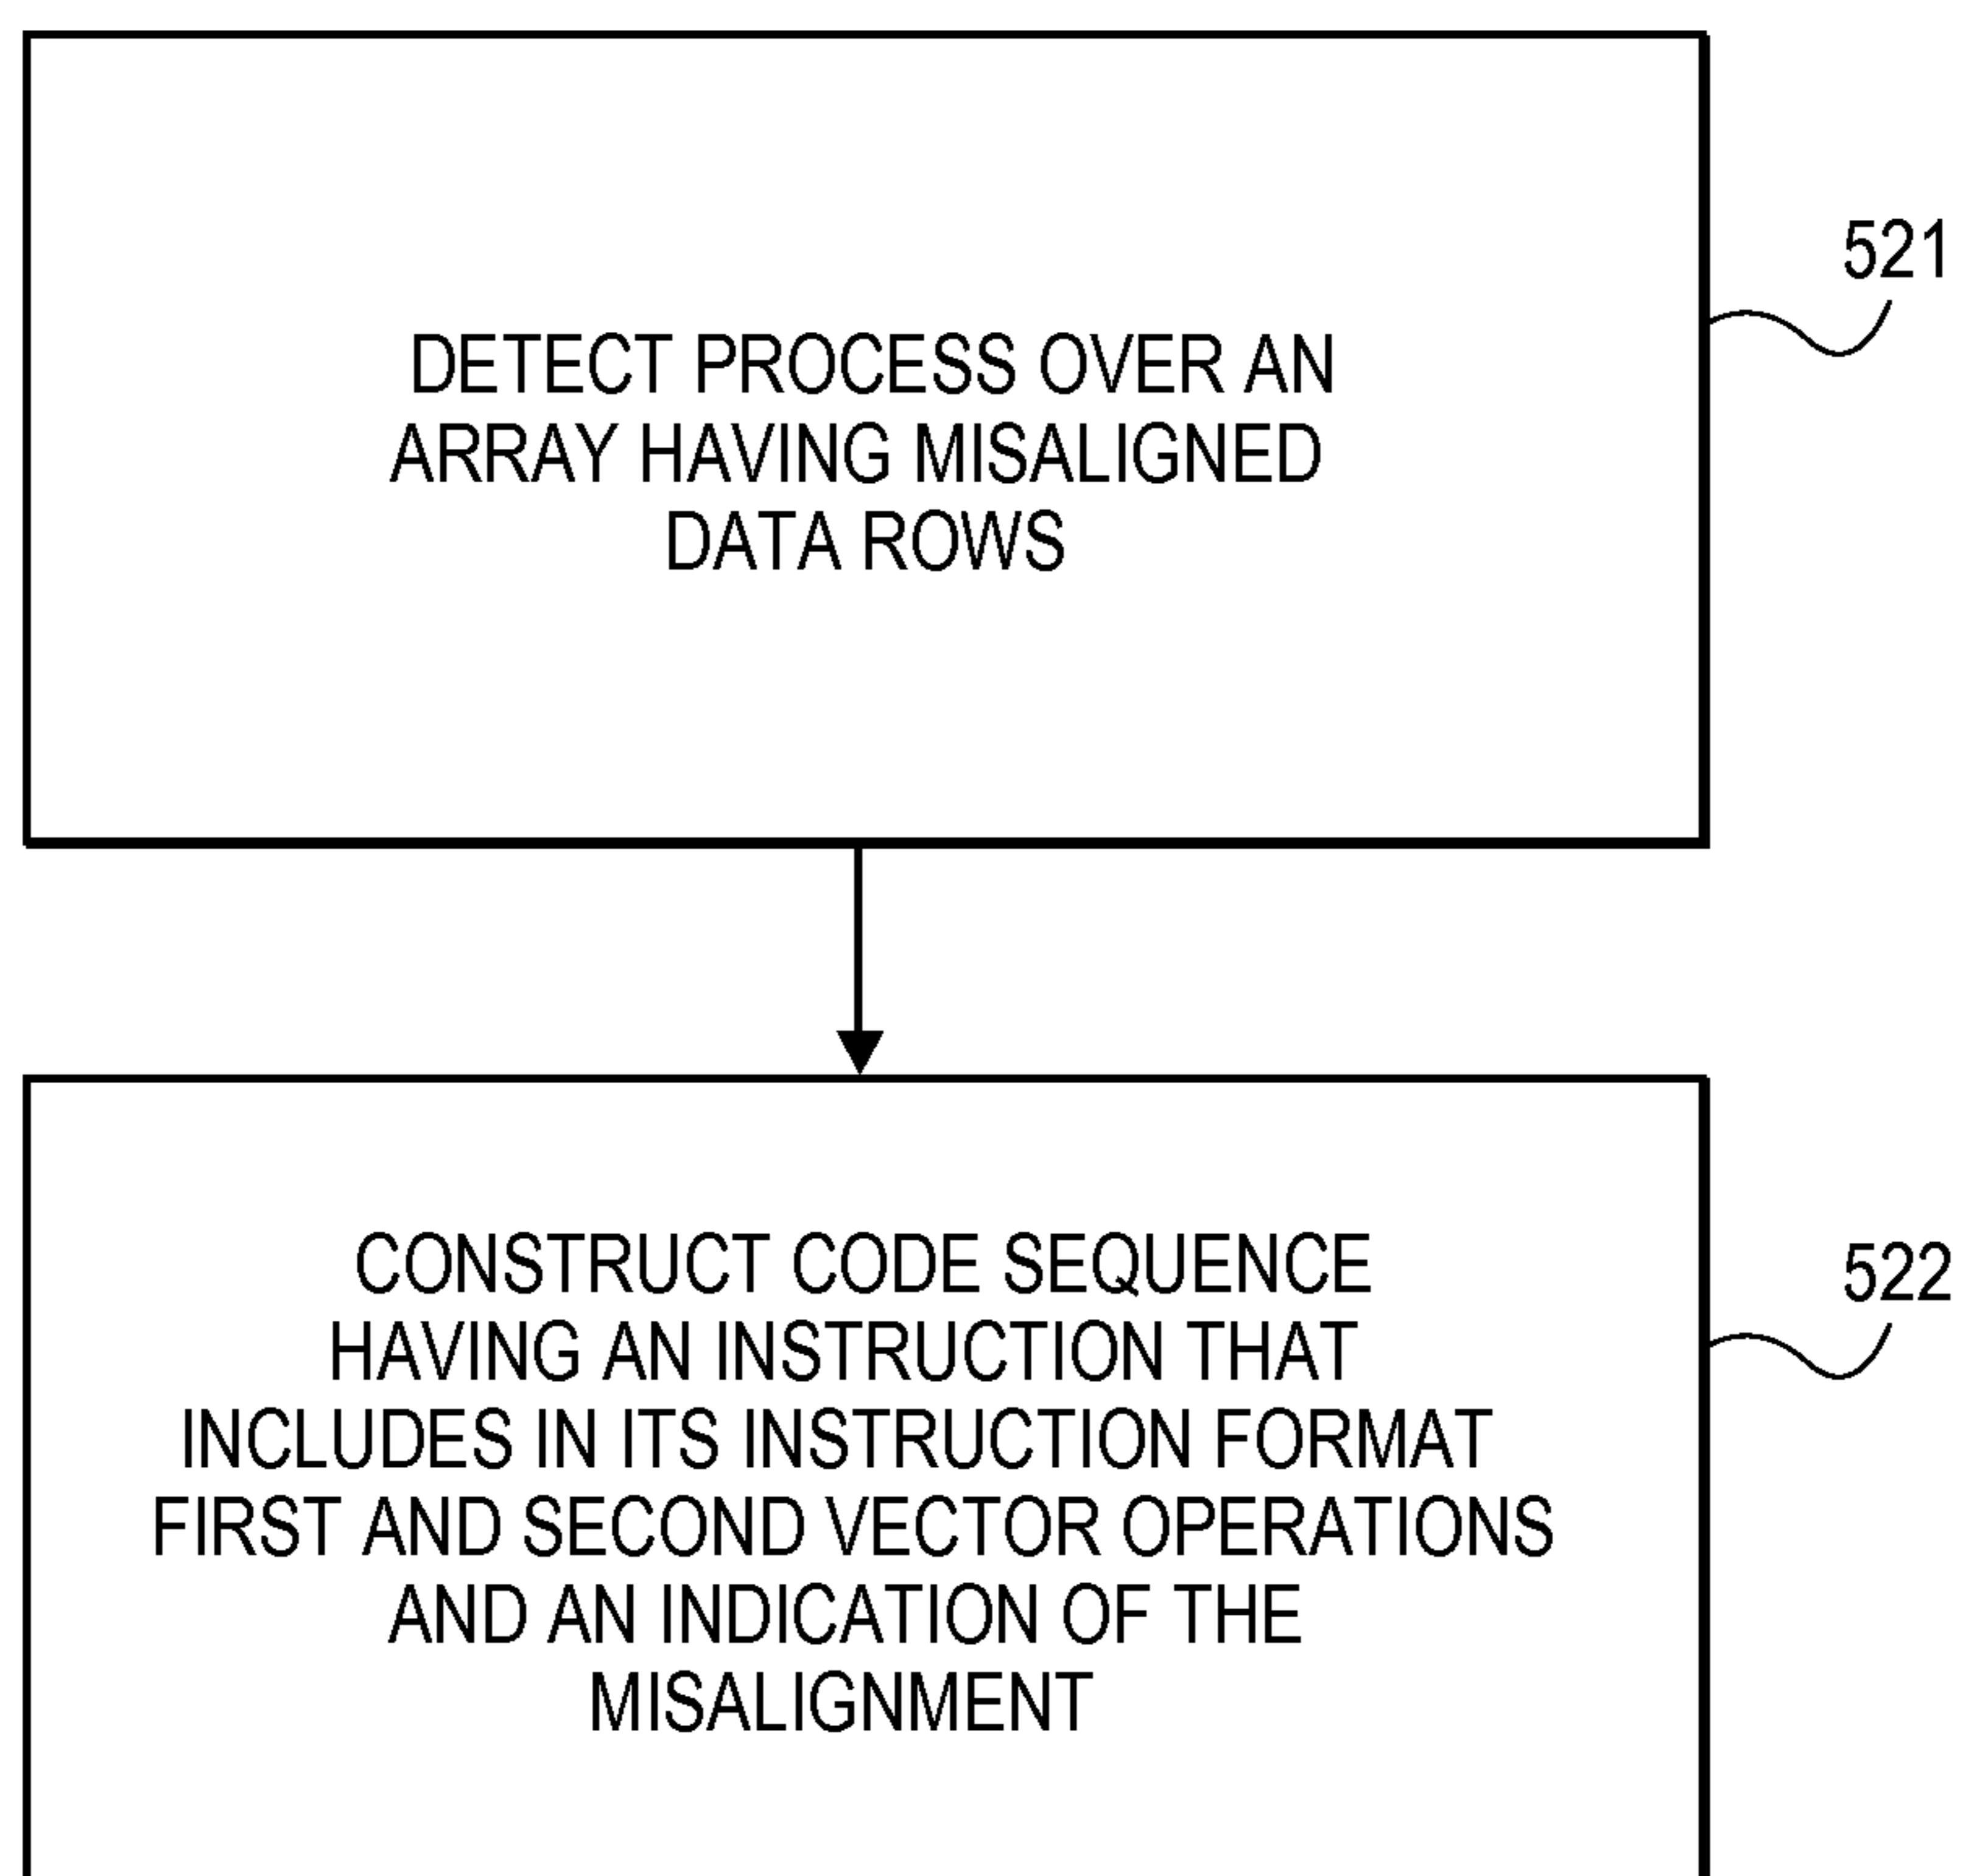 DETECT PROCESS OVER AN
ARRAY HAVING MISALIGNED
DATA ROWS
521
CONSTRUCT CODE SEQUENCE
HAVING AN INSTRUCTION THAT
INCLUDES IN ITS INSTRUCTION FORMAT
FIRST AND SECOND VECTOR OPERATIONS
AND AN INDICATION OF THE
MISALIGNMENT
522